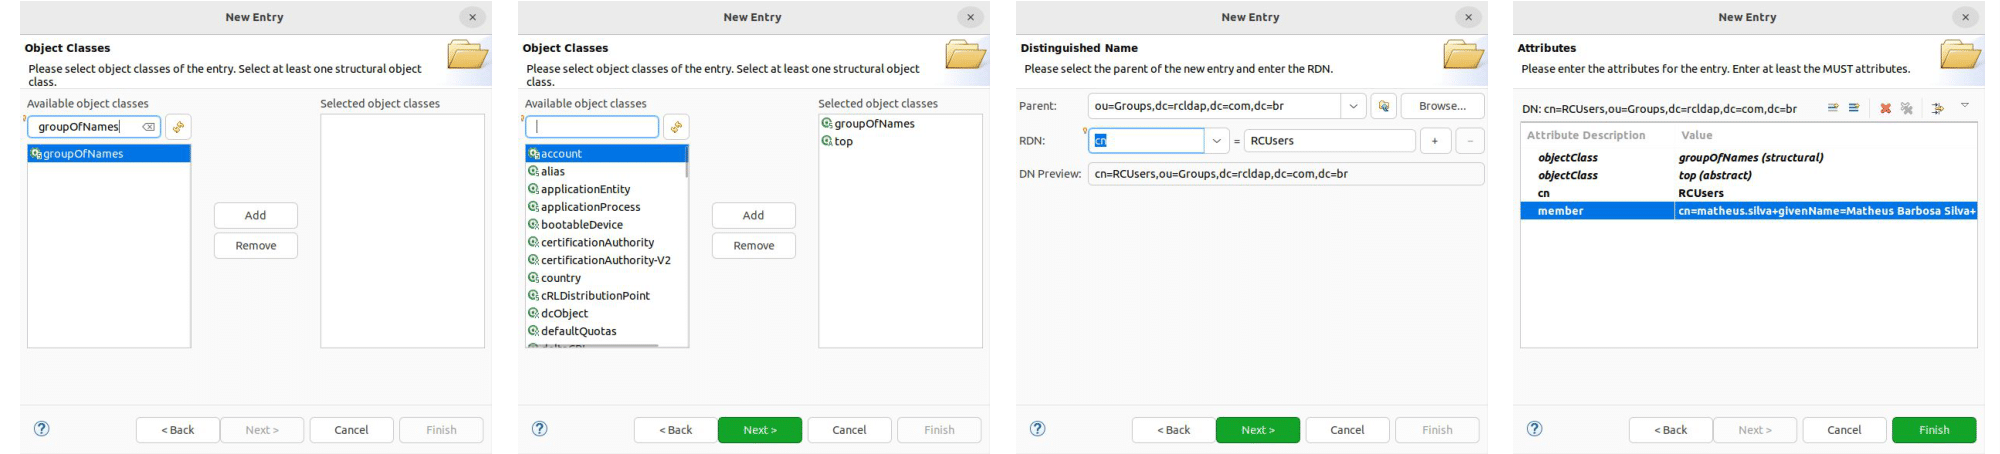 New Entry
×
Object Classes
Please select object classes of the entry. Select at least one structural object
class.
Available object classes
Selected object classes
groupOfNames
groupOfNames
Add
Remove
?
< Back
Next >
Cancel
Finish
New Entry
×
Object Classes
Please select object classes of the entry. Select at least one structural object
class.
Available object classes
Selected object classes
account
alias
applicationEntity
applicationProcess
bootableDevice
certificationAuthority
certificationAuthority-V2
country
cRLDistributionPoint
dcObject
defaultQuotas
Add
Remove
groupOfNames
top
?
< Back
Next >
Cancel
Finish
New Entry
×
Distinguished Name
Please select the parent of the new entry and enter the RDN.
Parent: ou=Groups,dc=rcldap,dc=com,dc=br Browse...
RDN: cn = RCUsers + -
DN Preview: cn=RCUsers,ou=Groups,dc=rcldap,dc=com,dc=br
?
< Back
Next >
Cancel
Finish
New Entry
×
Attributes
Please enter the attributes for the entry. Enter at least the MUST attributes.
DN: cn=RCUsers,ou=Groups,dc=rcldap,dc=com,dc=br
Attribute Description Value
objectClass groupOfNames (structural)
objectClass top (abstract)
cn RCUsers
member cn=matheus.silva+givenName=Matheus Barbosa Silva+
?
< Back
Next >
Cancel
Finish